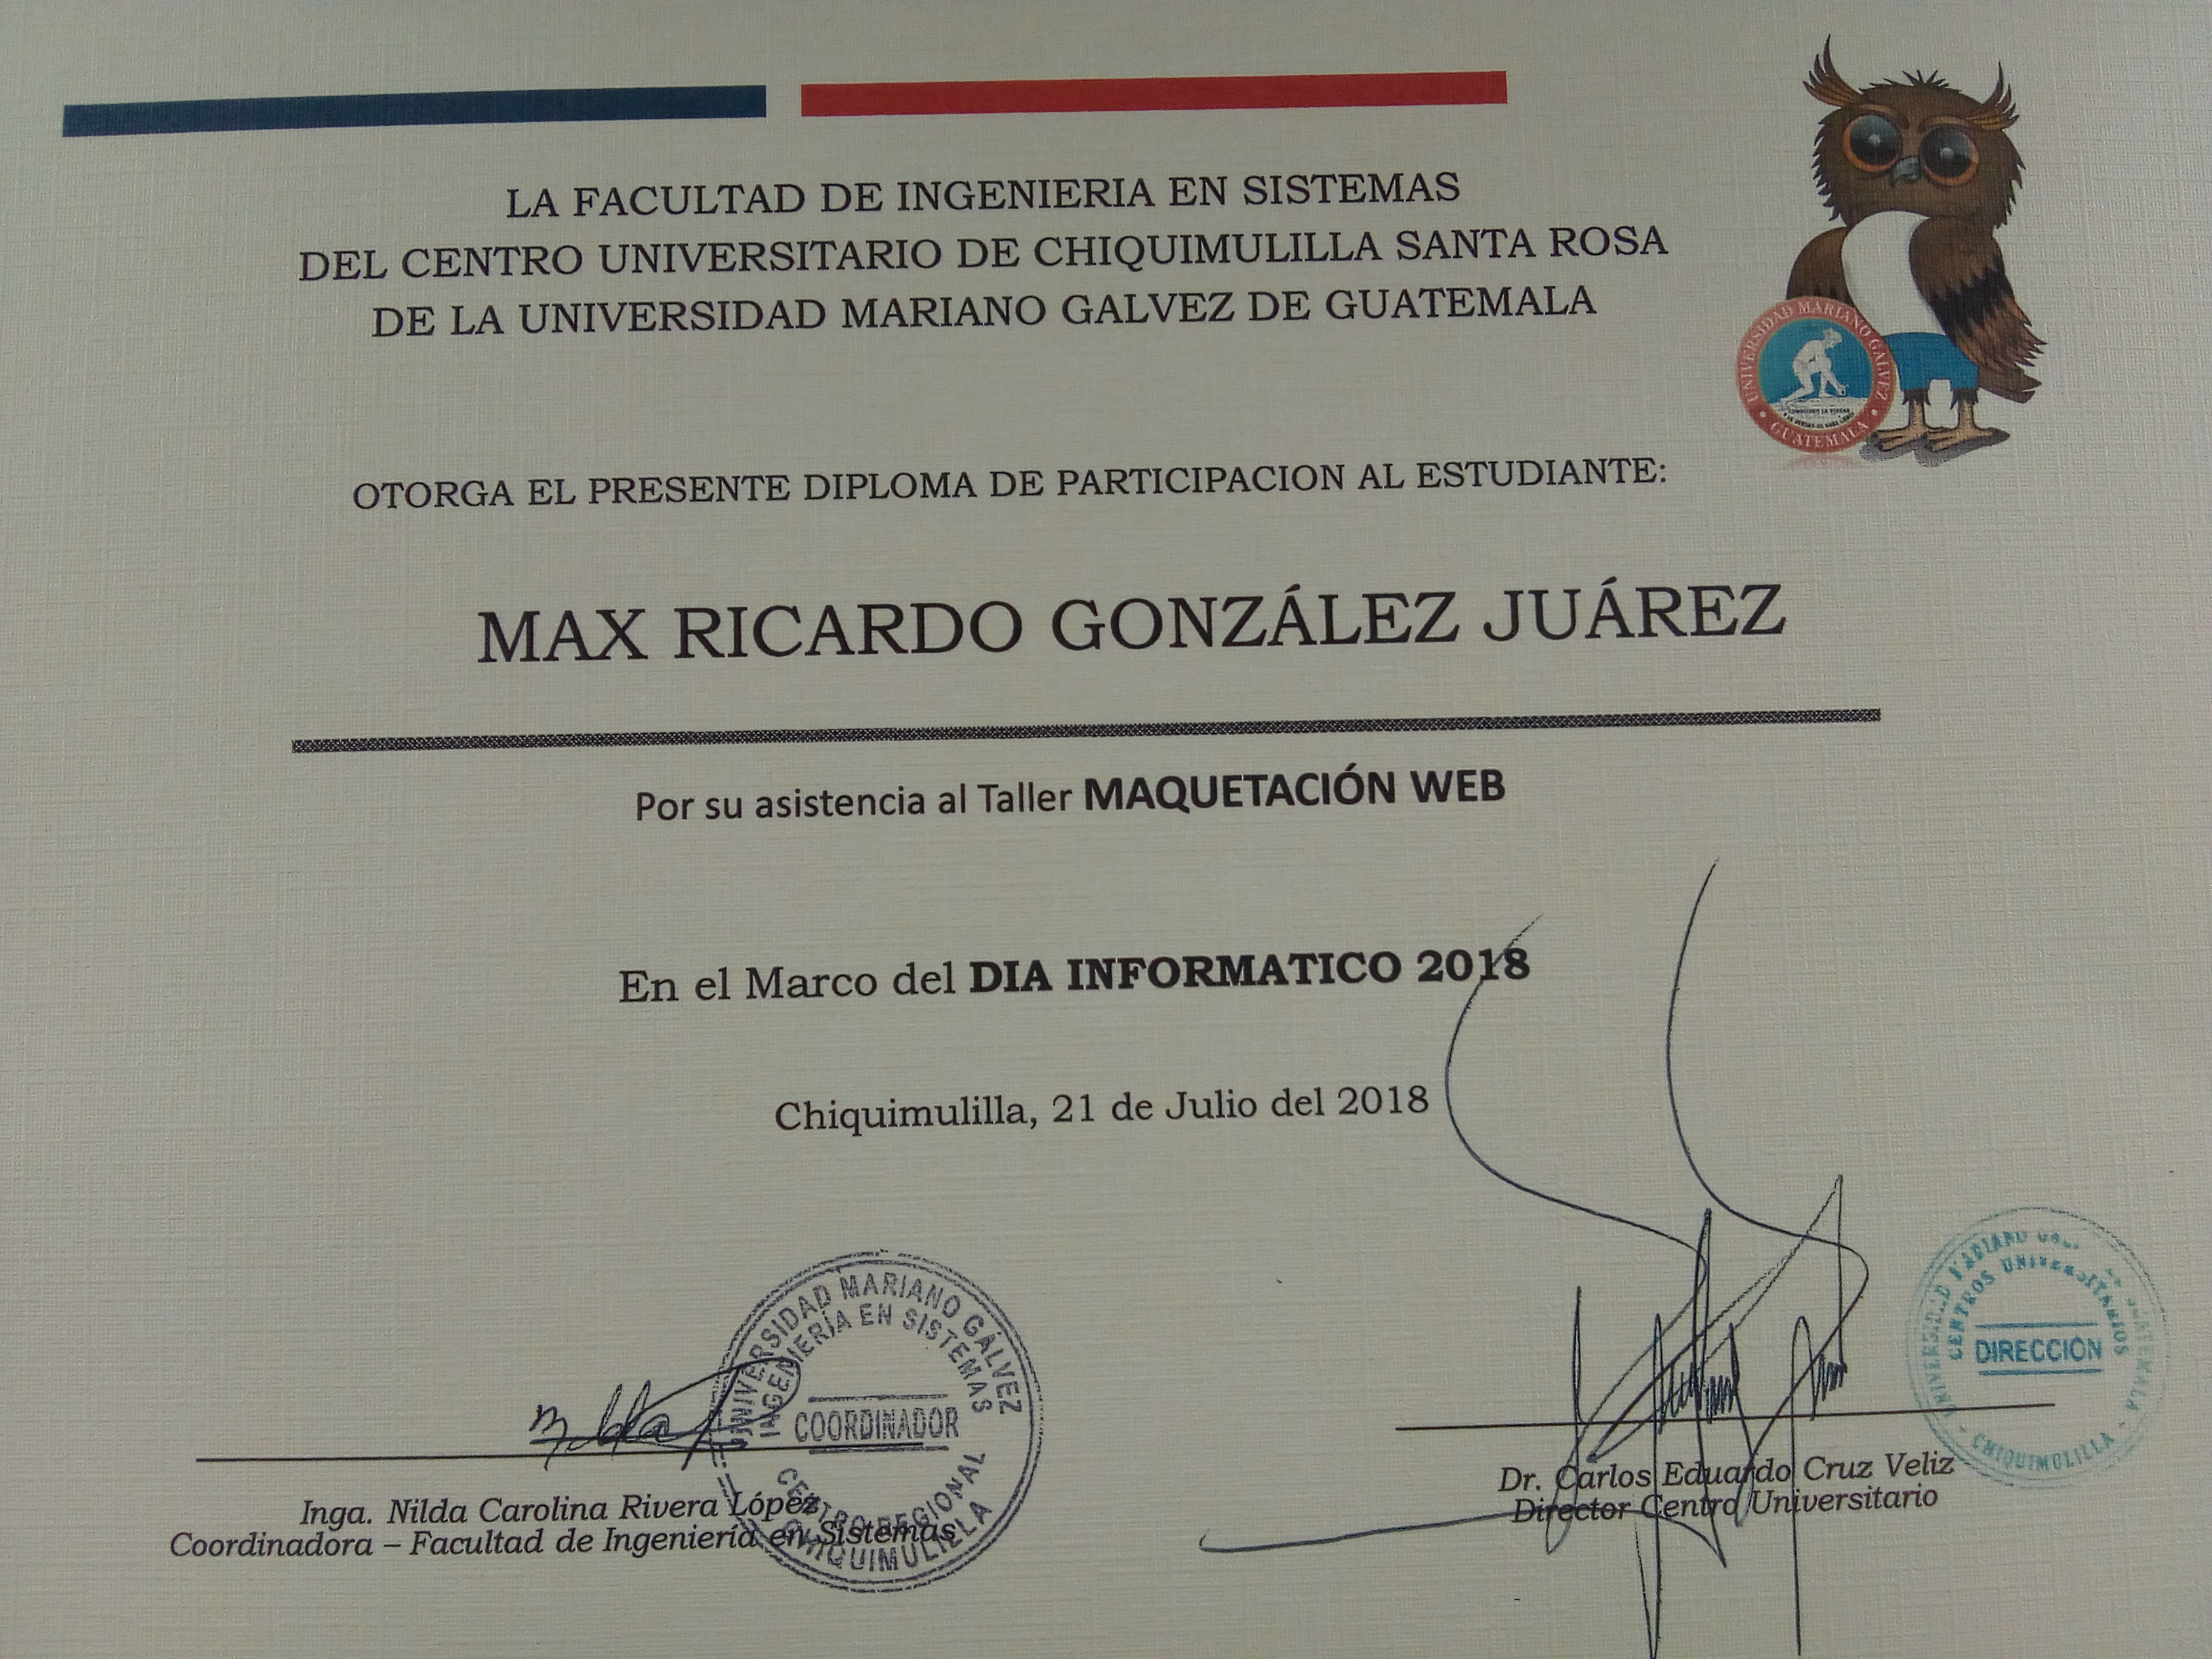 LA FACULTAD DE INGENIERIA EN SISTEMAS
DEL CENTRO UNIVERSITARIO DE CHIQUIMULILLA SANTA ROSA
DE LA UNIVERSIDAD MARIANO GALVEZ DE GUATEMALA
UNIVERSIDAD MARIANO GALVEZ
GUATEMALA
OTORGA EL PRESENTE DIPLOMA DE PARTICIPACION AL ESTUDIANTE:
MAX RICARDO GONZÁLEZ JUÁREZ
Por su asistencia al Taller MAQUETACIÓN WEB
En el Marco del DIA INFORMATICO 2018
Chiquimulilla, 21 de Julio del 2018
UNIVERSIDAD MARIANO GÁLVEZ
INGENIERÍA EN SISTEMAS
COORDINADOR
CENTRO REGIONAL
CHIQUIMULILLA
Inga. Nilda Carolina Rivera López
Coordinadora – Facultad de Ingeniería en Sistemas
UNIVERSIDAD MARIANO GUATEMALA
CENTROS UNIVERSITARIOS
DIRECCIÓN
- CHIQUIMULILLA -
Dr. Carlos Eduardo Cruz Veliz
Director Centro Universitario